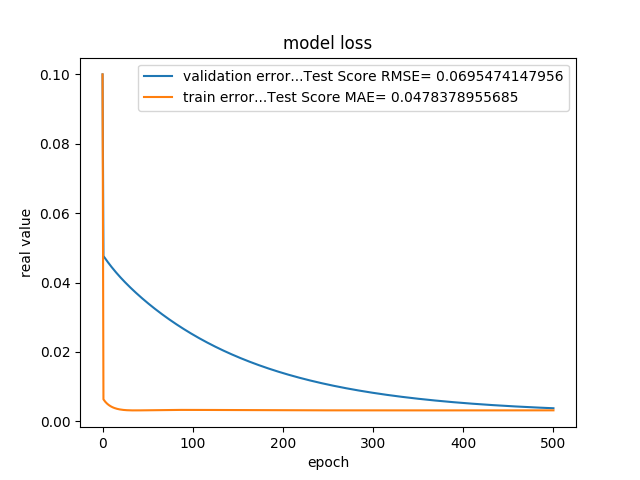 model loss
validation error...Test Score RMSE= 0.0695474147956
train error...Test Score MAE= 0.0478378955685
0.10
0.08
0.06
0.04
0.02
0.00
real value
0 100 200 300 400 500
epoch